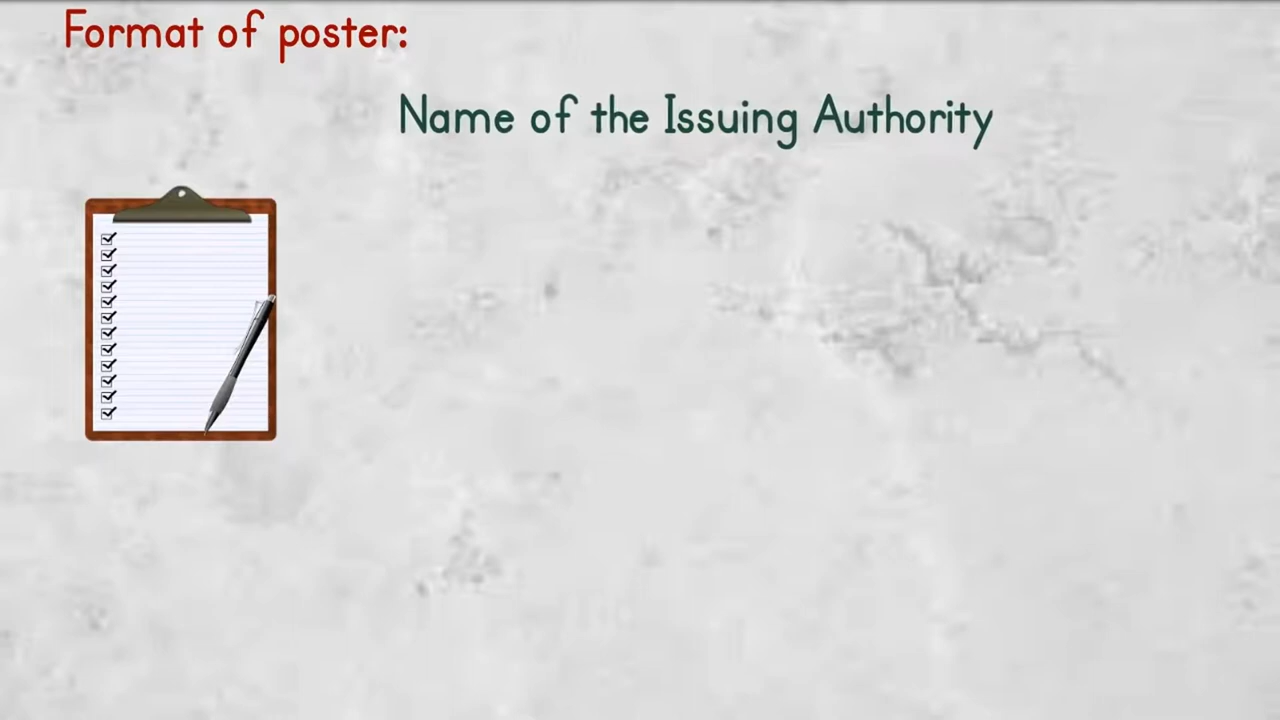 Format of poster:
Name of the Issuing Authority